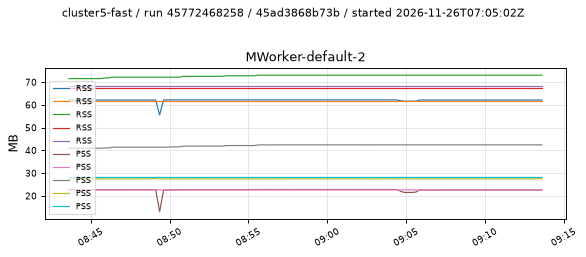 cluster5-fast / run 45772468258 / 45ad3868b73b / started 2026-11-26T07:05:02Z
MWorker-default-2
MB
70
60
50
40
30
20
RSS
RSS
RSS
RSS
RSS
PSS
PSS
PSS
PSS
PSS
08:45
08:50
08:55
09:00
09:05
09:10
09:15